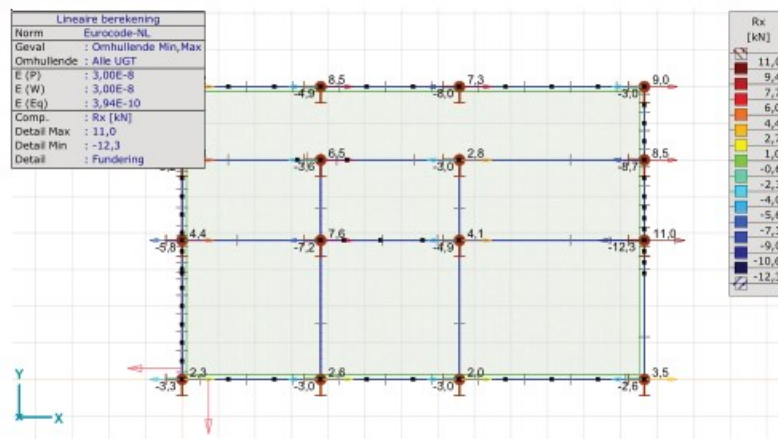 Lineaire berekening
Norm Eurocode-NL
Geval : Omhullende Min,Max
Omhullende : Alle UGT
E (P) : 3,00E-8
E (W) : 3,00E-8
E (Eq) : 3,94E-10
Comp. : Rx [kN]
Detail Max : 11,0
Detail Min : -12,3
Detail : Fundering
8,5 7,3 9,0
-4,9 -8,0 -3,0
6,5 2,8 8,5
-3,6 -3,0 -8,7
4,4 7,6 4,1 11,0
-5,8 -7,2 -4,9 -12,3
2,3 2,8 2,0 3,5
-3,3 -3,0 -3,0 -2,6
Y
X
Rx
[kN]
11,0
9,4
7,7
6,0
4,4
2,7
1,0
-0,6
-2,3
-4,0
-5,6
-7,3
-9,0
-10,6
-12,3